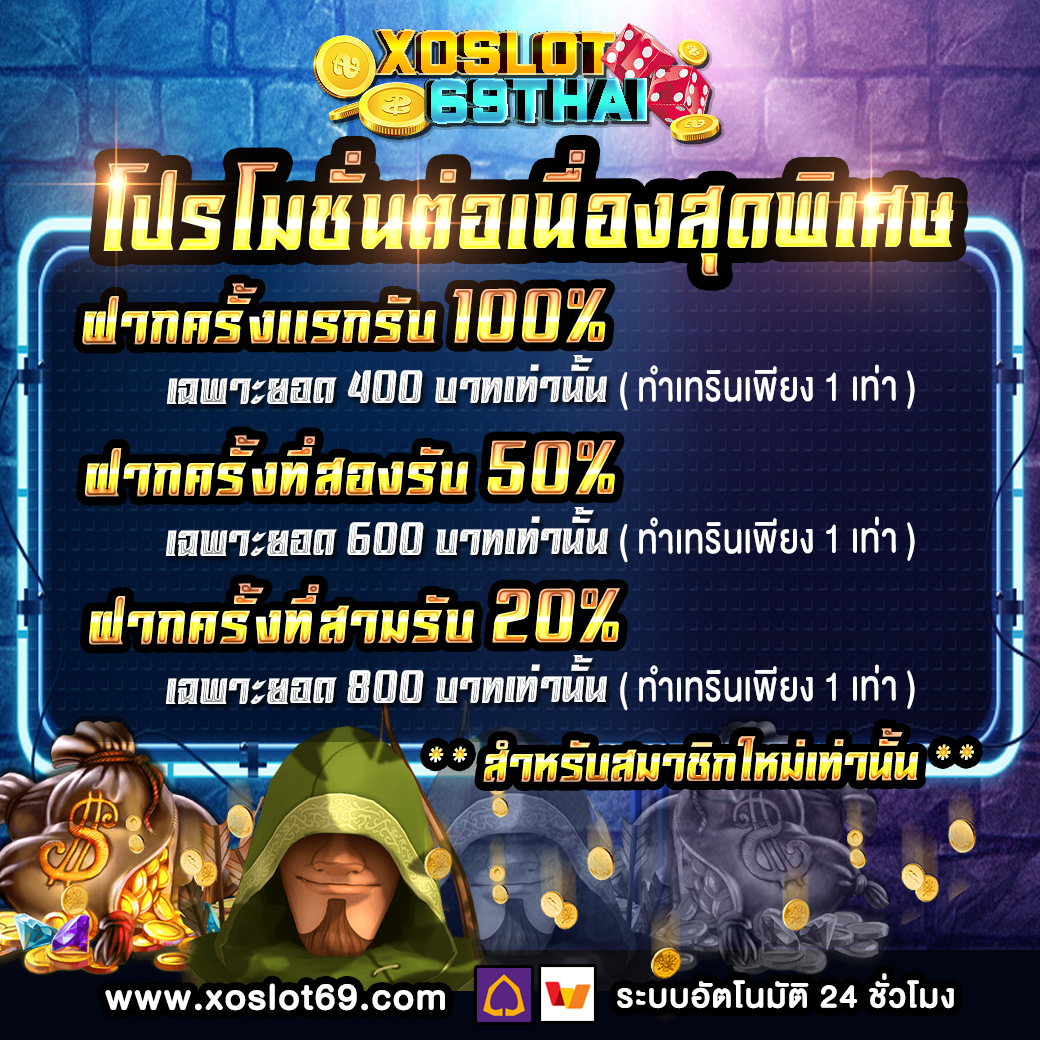 XOSLOT
69THAI
โปรโมชั่นต่อเนื่องสุดพิเศษ
ฝากครั้งแรกรับ 100%
เฉพาะยอด 400 บาทเท่านั้น ( ทำเทรินเพียง 1 เท่า )
ฝากครั้งที่สองรับ 50%
เฉพาะยอด 600 บาทเท่านั้น ( ทำเทรินเพียง 1 เท่า )
ฝากครั้งที่สามรับ 20%
เฉพาะยอด 800 บาทเท่านั้น ( ทำเทรินเพียง 1 เท่า )
** สำหรับสมาชิกใหม่เท่านั้น **
www.xoslot69.com ระบบอัตโนมัติ 24 ชั่วโมง